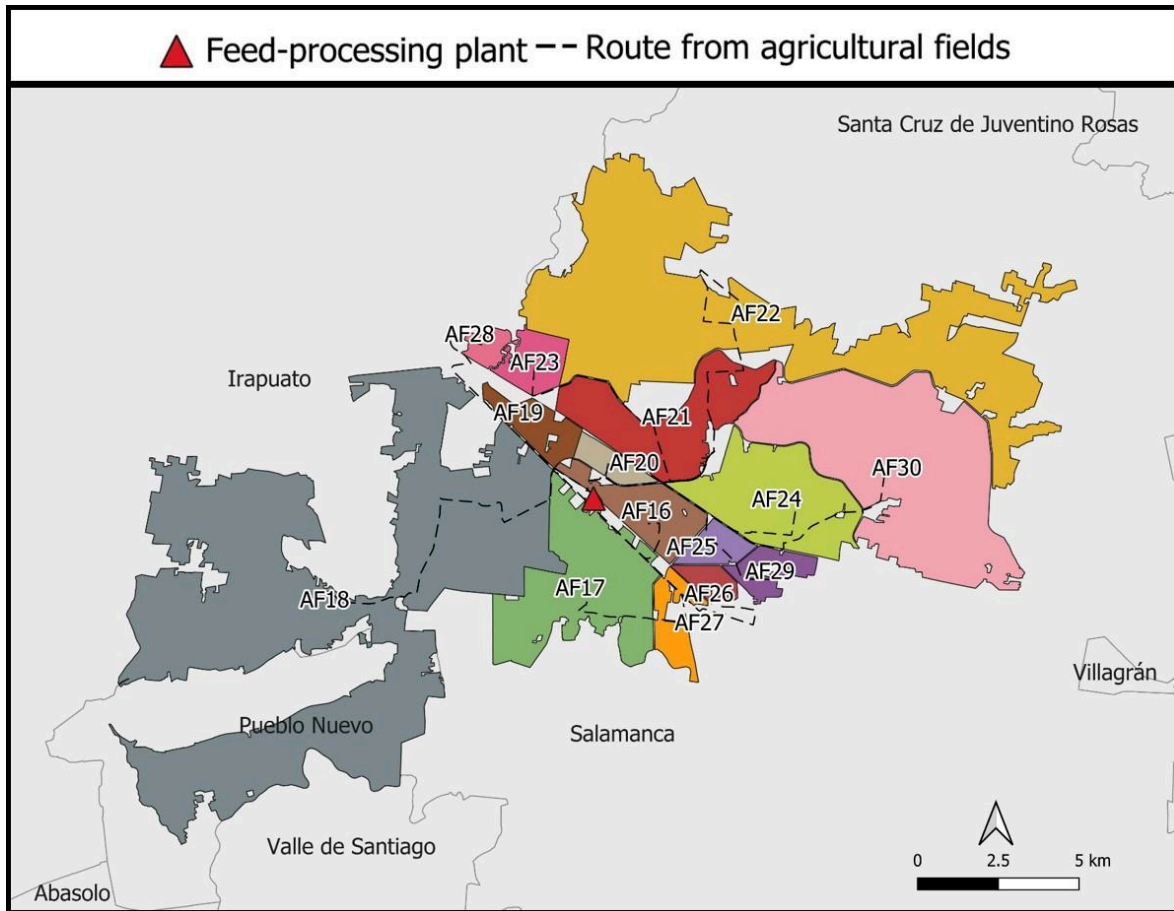 Feed-processing plant -- Route from agricultural fields
Santa Cruz de Juventino Rosas
AF22
AF28
AF23
Irapuato
AF19
AF21
AF20
AF30
AF24
AF16
AF25
AF29
AF17
AF26
AF18
AF27
Villagrán
Pueblo Nuevo
Salamanca
Valle de Santiago
0 2.5 5 km
Abasolo